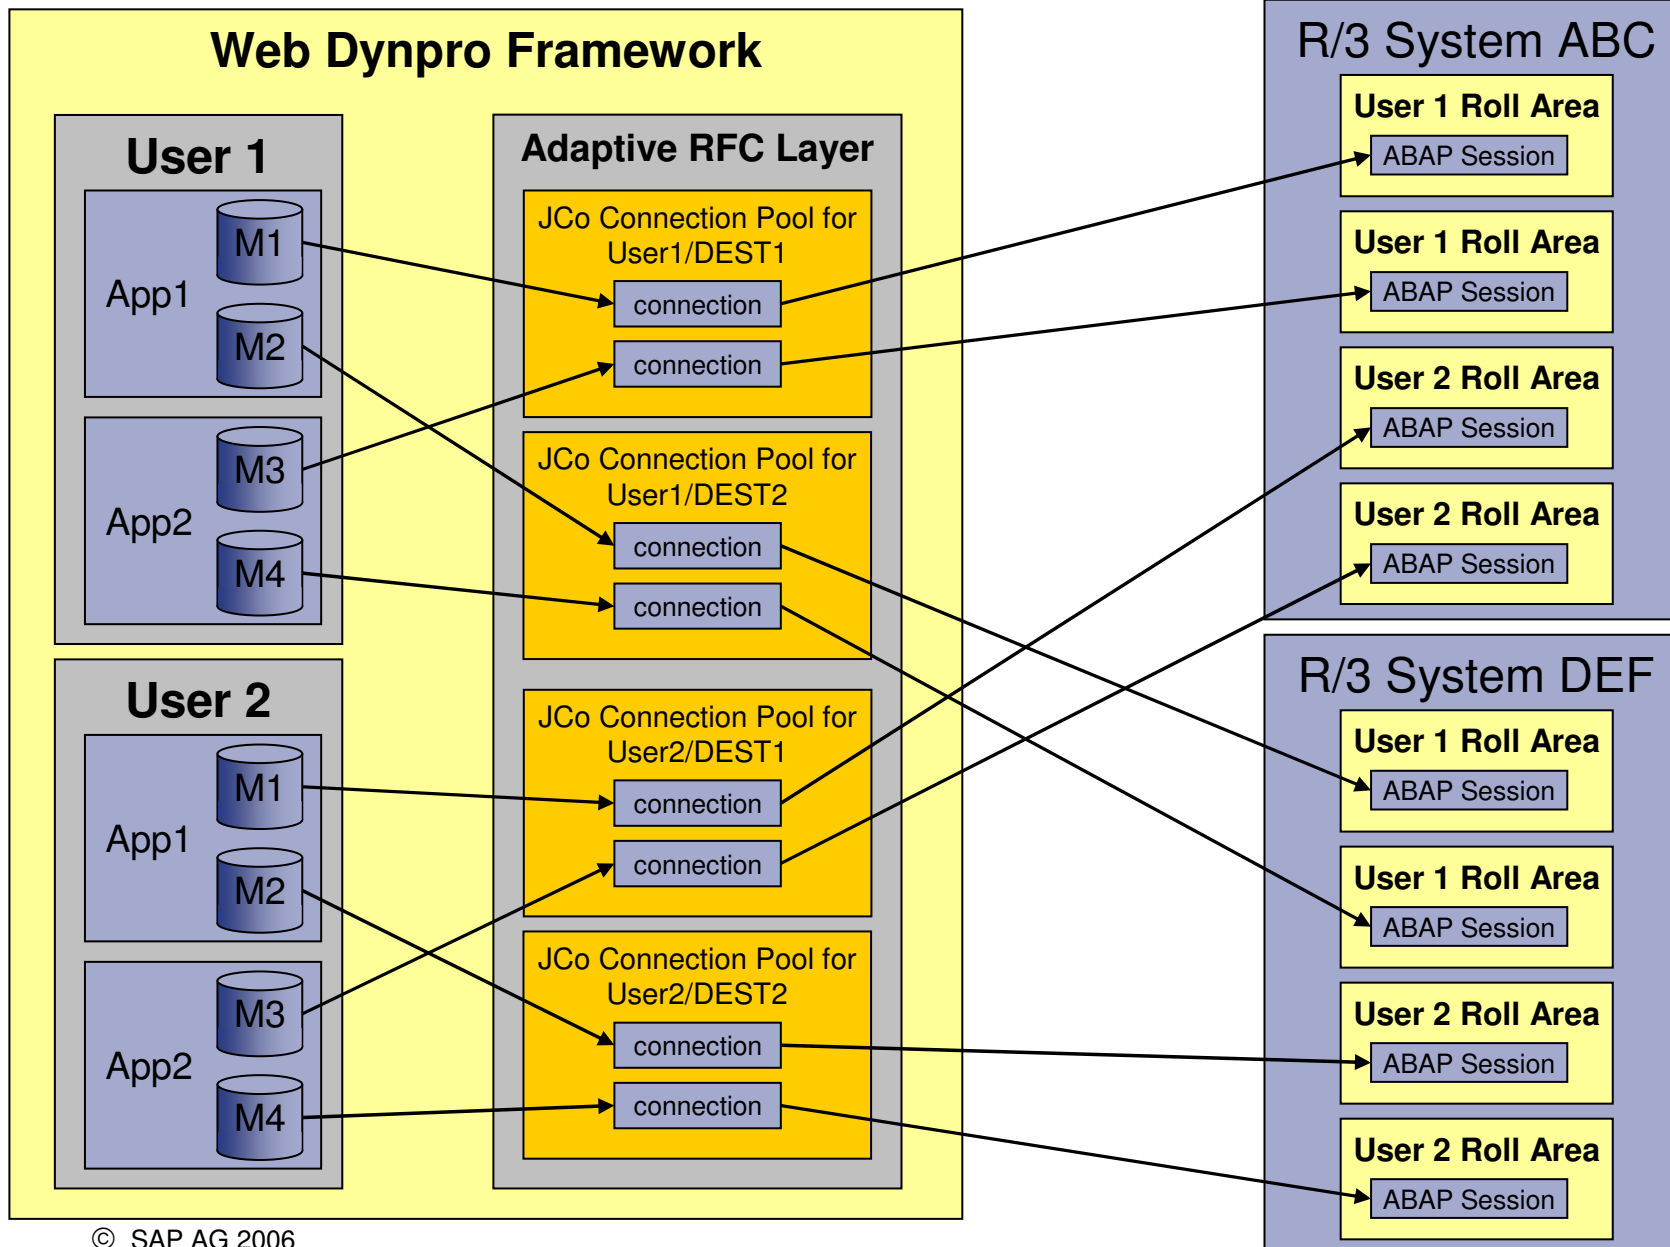 Web Dynpro Framework
User 1
App1
M1
M2
App2
M3
M4
User 2
App1
M1
M2
App2
M3
M4
Adaptive RFC Layer
JCo Connection Pool for
User1/DEST1
connection
connection
JCo Connection Pool for
User1/DEST2
connection
connection
JCo Connection Pool for
User2/DEST1
connection
connection
JCo Connection Pool for
User2/DEST2
connection
connection
R/3 System ABC
User 1 Roll Area
ABAP Session
User 1 Roll Area
ABAP Session
User 2 Roll Area
ABAP Session
User 2 Roll Area
ABAP Session
R/3 System DEF
User 1 Roll Area
ABAP Session
User 1 Roll Area
ABAP Session
User 2 Roll Area
ABAP Session
User 2 Roll Area
ABAP Session
© SAP AG 2006